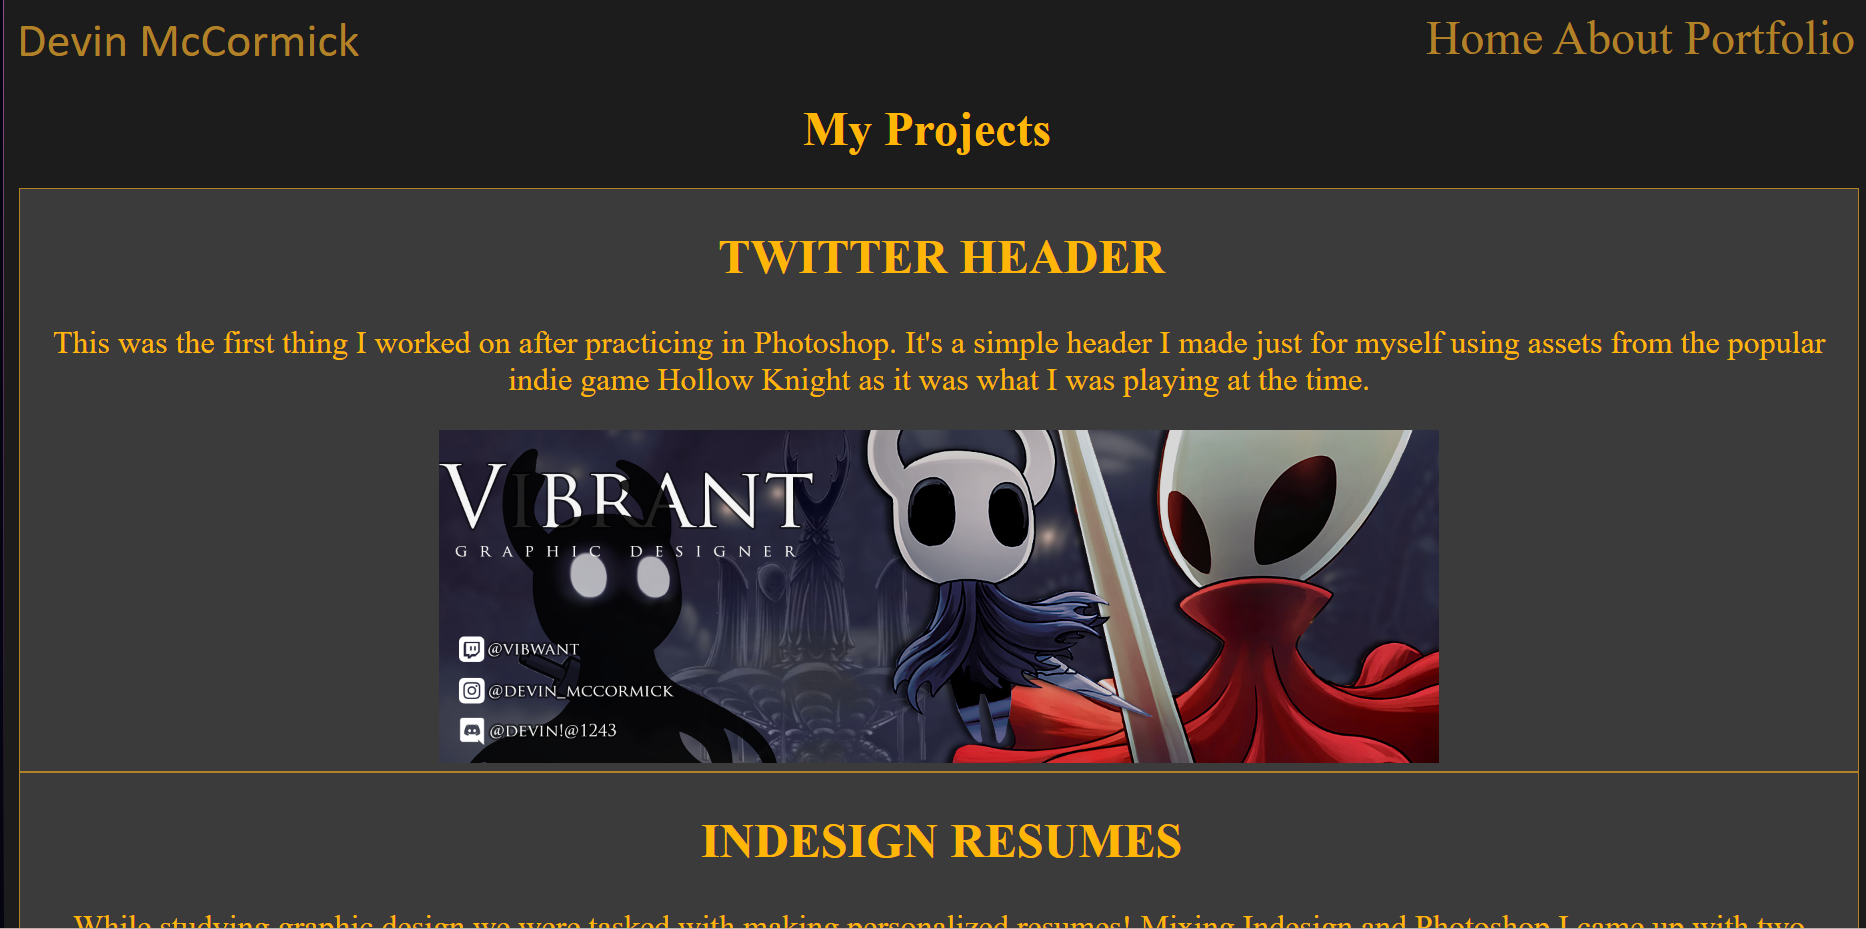 Devin McCormick
Home About Portfolio
My Projects
TWITTER HEADER
This was the first thing I worked on after practicing in Photoshop. It's a simple header I made just for myself using assets from the popular
indie game Hollow Knight as it was what I was playing at the time.
VIBRANT
GRAPHIC DESIGNER
@VIBWANT
@DEVIN_MCCORMICK
@DEVIN!@1243
INDESIGN RESUMES
While studying graphic design we were tasked with making personalized resumes! Mixing Indesign and Photoshop I came up with two